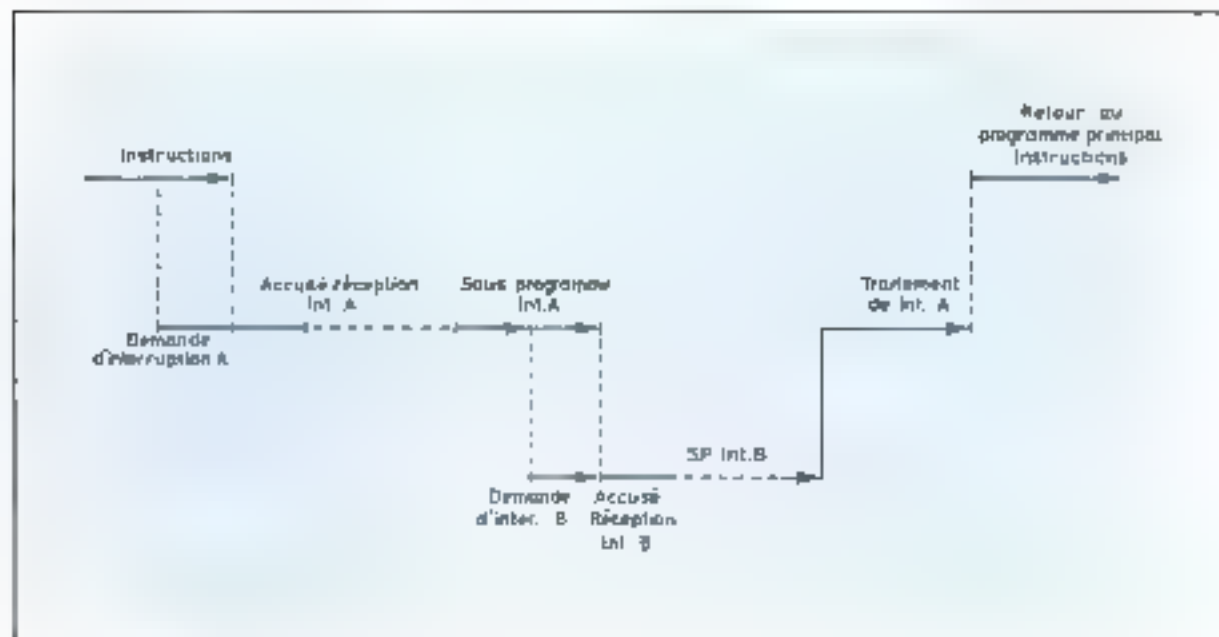 Instructions
Retour au
programme principal
Instructions
Accusé réception
Int. A
Sous programme
Int.A
Traitement
de Int. A
Demande
d'interruption A
SP Int.B
Demande
d'inter. B
Accusé
Réception
Int B